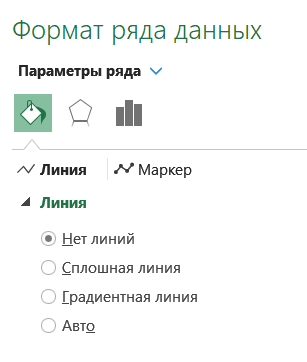 Формат ряда данных
Параметры ряда
Линия Маркер
Линия
Нет линий
Сплошная линия
Градиентная линия
Авто